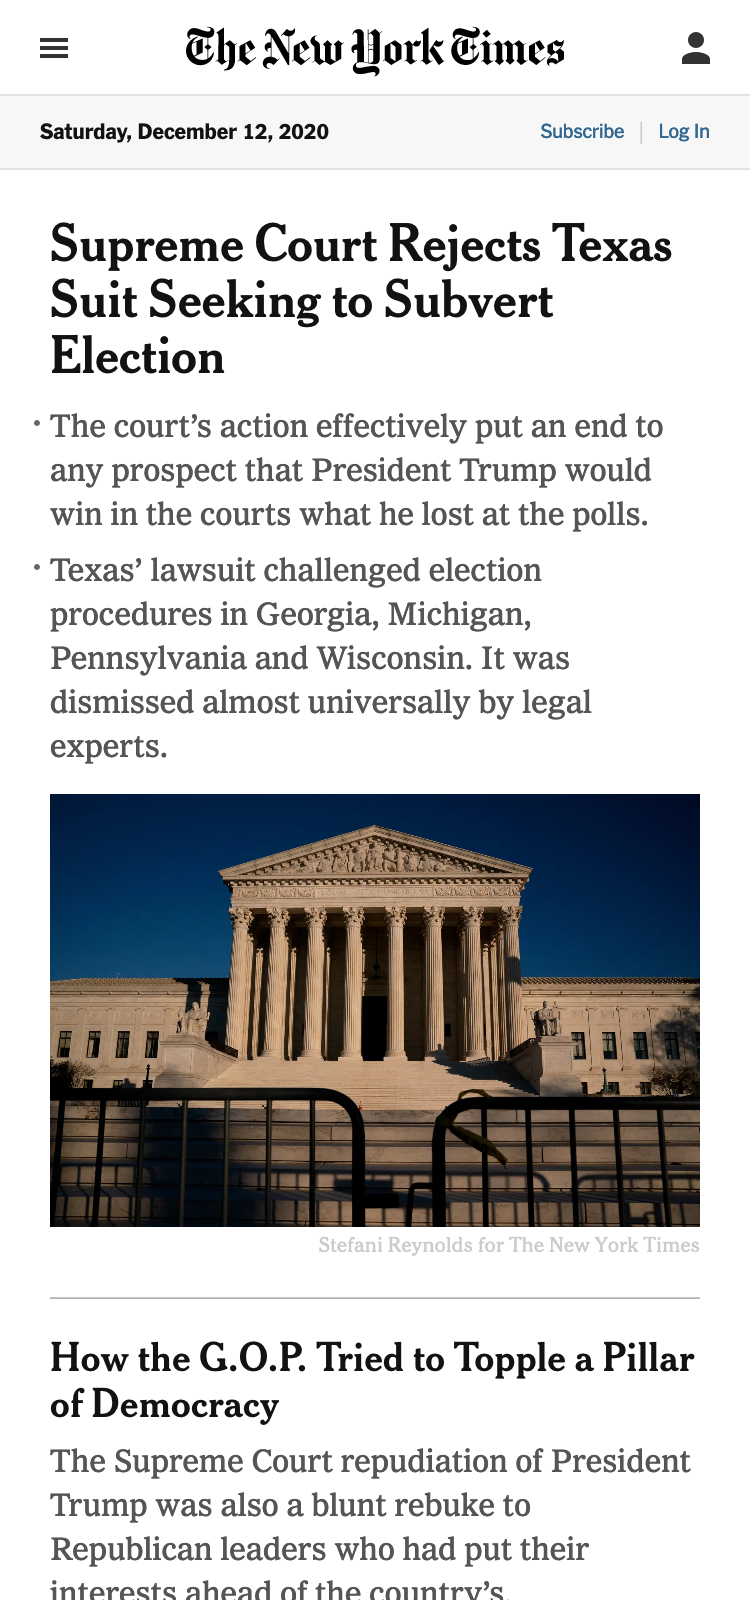 The New York Times
Saturday, December 12, 2020
Subscribe
Log In
Supreme Court Rejects Texas
Suit Seeking to Subvert
Election
• The court’s action effectively put an end to
any prospect that President Trump would
win in the courts what he lost at the polls.
• Texas’ lawsuit challenged election
procedures in Georgia, Michigan,
Pennsylvania and Wisconsin. It was
dismissed almost universally by legal
experts.
Stefani Reynolds for The New York Times
How the G.O.P. Tried to Topple a Pillar
of Democracy
The Supreme Court repudiation of President
Trump was also a blunt rebuke to
Republican leaders who had put their
interests ahead of the country’s.